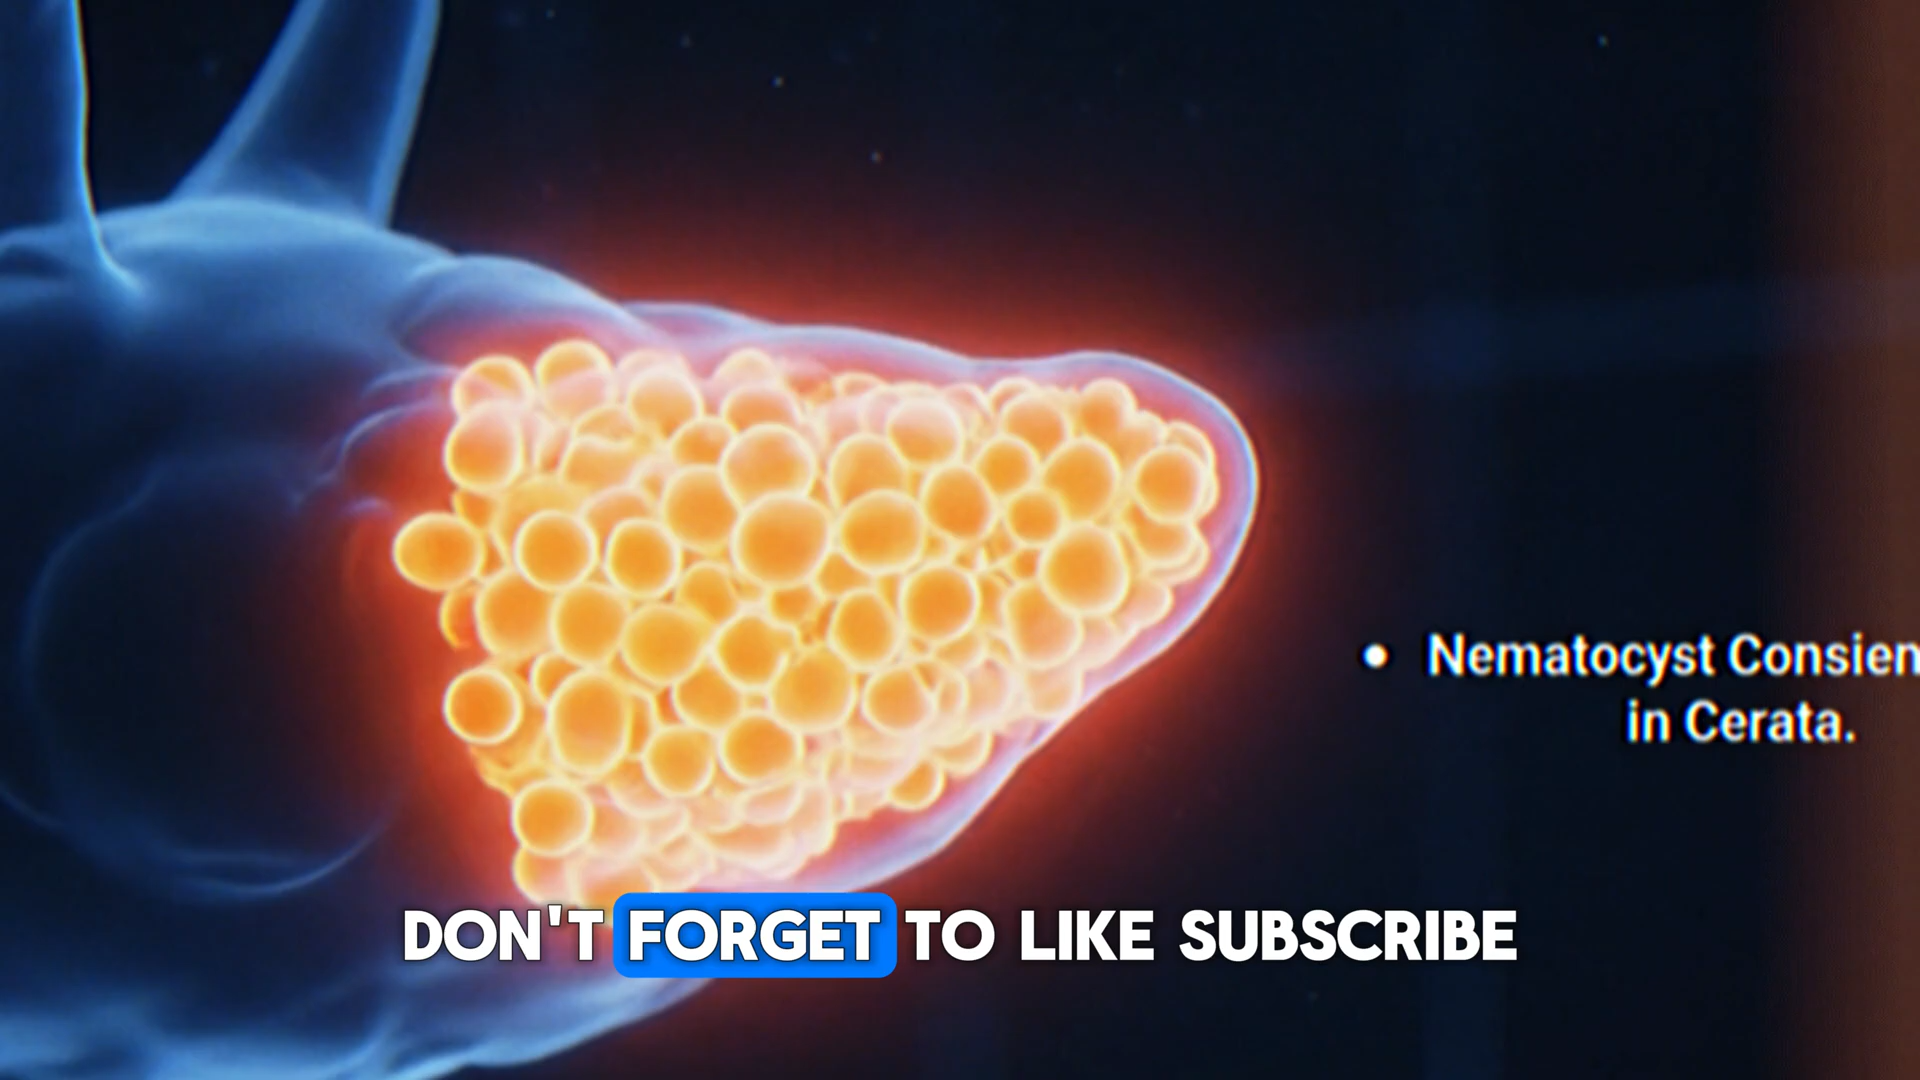 • Nematocyst Consien
in Cerata.
DON'T FORGET TO LIKE SUBSCRIBE